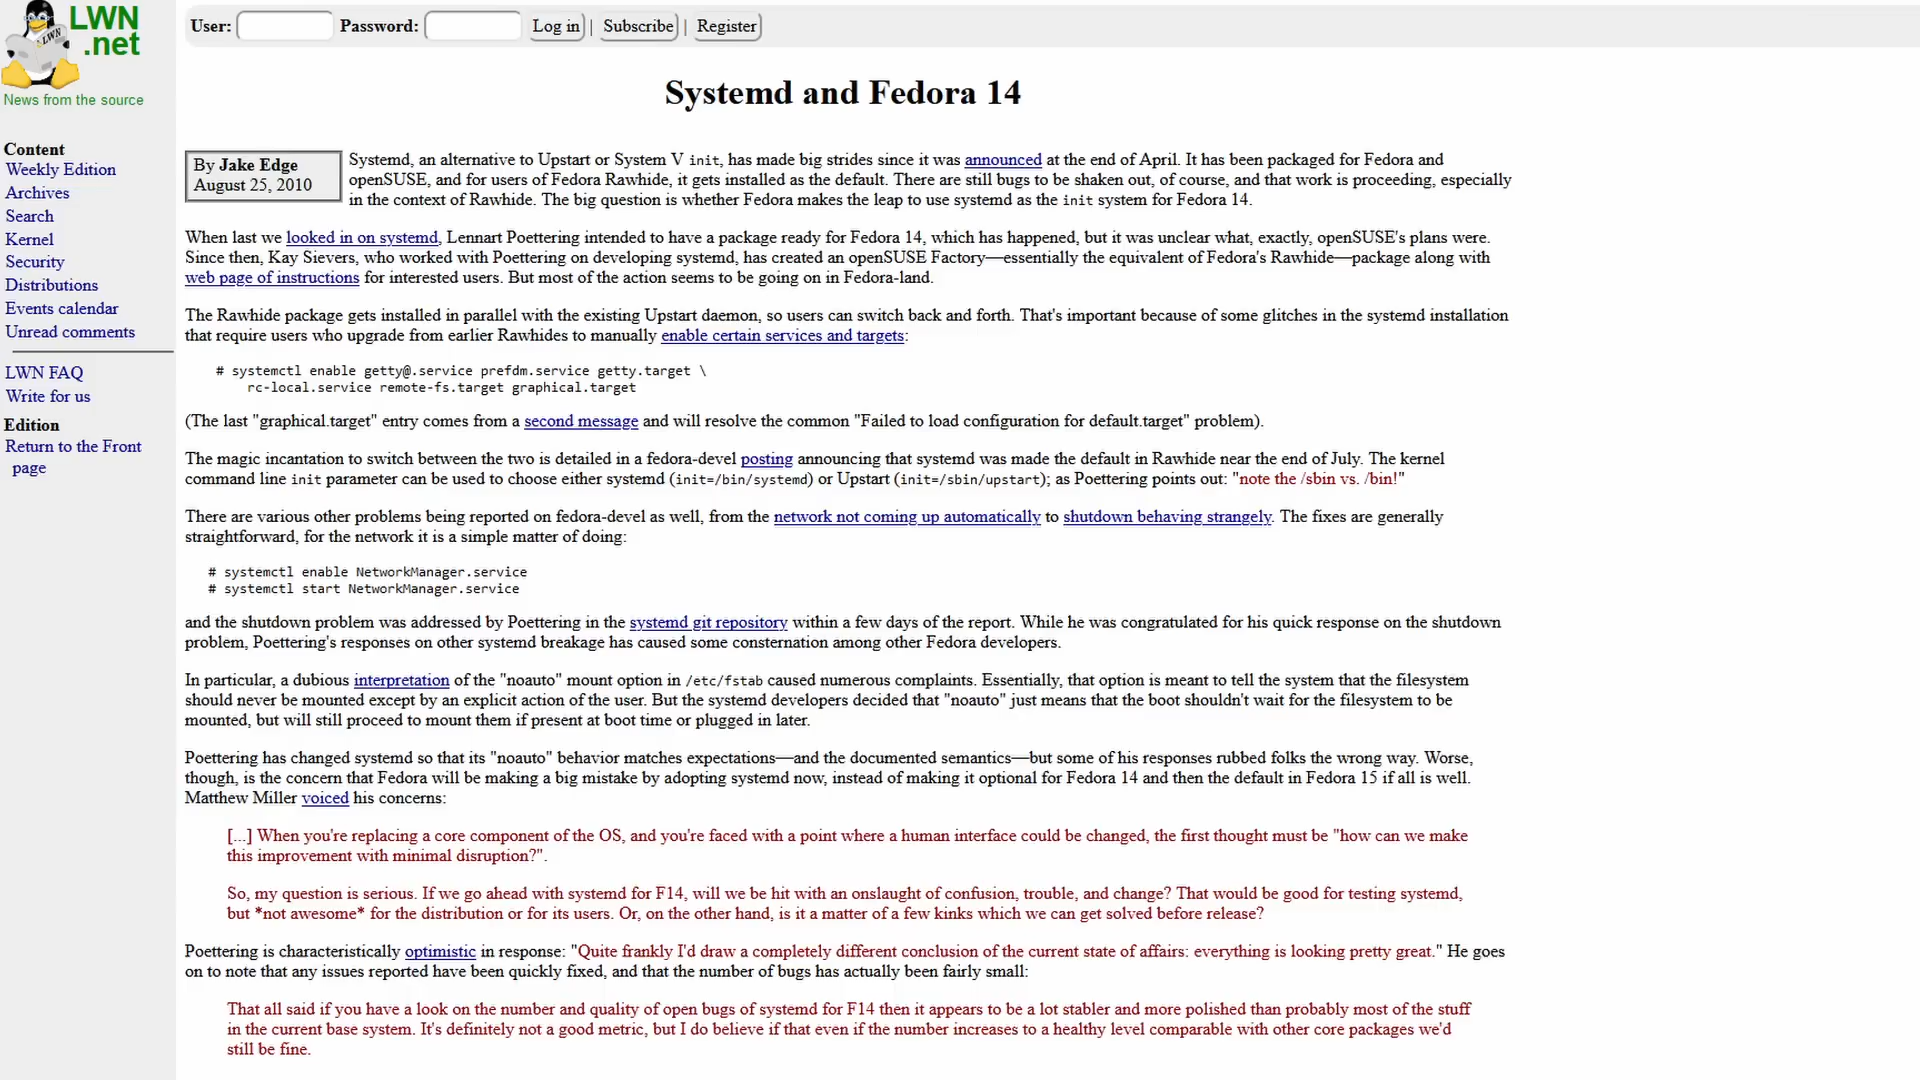 LWN
.net
News from the source
Content
Weekly Edition
Archives
Search
Kernel
Security
Distributions
Events calendar
Unread comments
LWN FAQ
Write for us
Edition
Return to the Front
page
User: Password: Log in | Subscribe | Register
Systemd and Fedora 14
By Jake Edge
August 25, 2010
Systemd, an alternative to Upstart or System V init, has made big strides since it was announced at the end of April. It has been packaged for Fedora and
openSUSE, and for users of Fedora Rawhide, it gets installed as the default. There are still bugs to be shaken out, of course, and that work is proceeding, especially
in the context of Rawhide. The big question is whether Fedora makes the leap to use systemd as the init system for Fedora 14.
When last we looked in on systemd, Lennart Poettering intended to have a package ready for Fedora 14, which has happened, but it was unclear what, exactly, openSUSE's plans were.
Since then, Kay Sievers, who worked with Poettering on developing systemd, has created an openSUSE Factory—essentially the equivalent of Fedora's Rawhide—package along with
web page of instructions for interested users. But most of the action seems to be going on in Fedora-land.
The Rawhide package gets installed in parallel with the existing Upstart daemon, so users can switch back and forth. That's important because of some glitches in the systemd installation
that require users who upgrade from earlier Rawhides to manually enable certain services and targets:
# systemctl enable getty@.service prefdm.service getty.target \
rc-local.service remote-fs.target graphical.target
(The last "graphical.target" entry comes from a second message and will resolve the common "Failed to load configuration for default.target" problem).
The magic incantation to switch between the two is detailed in a fedora-devel posting announcing that systemd was made the default in Rawhide near the end of July. The kernel
command line init parameter can be used to choose either systemd (init=/bin/systemd) or Upstart (init=/sbin/upstart); as Poettering points out: "note the /sbin vs. /bin!"
There are various other problems being reported on fedora-devel as well, from the network not coming up automatically to shutdown behaving strangely. The fixes are generally
straightforward, for the network it is a simple matter of doing:
# systemctl enable NetworkManager.service
# systemctl start NetworkManager.service
and the shutdown problem was addressed by Poettering in the systemd git repository within a few days of the report. While he was congratulated for his quick response on the shutdown
problem, Poettering's responses on other systemd breakage has caused some consternation among other Fedora developers.
In particular, a dubious interpretation of the "noauto" mount option in /etc/fstab caused numerous complaints. Essentially, that option is meant to tell the system that the filesystem
should never be mounted except by an explicit action of the user. But the systemd developers decided that "noauto" just means that the boot shouldn't wait for the filesystem to be
mounted, but will still proceed to mount them if present at boot time or plugged in later.
Poettering has changed systemd so that its "noauto" behavior matches expectations—and the documented semantics—but some of his responses rubbed folks the wrong way. Worse,
though, is the concern that Fedora will be making a big mistake by adopting systemd now, instead of making it optional for Fedora 14 and then the default in Fedora 15 if all is well.
Matthew Miller voiced his concerns:
[...] When you're replacing a core component of the OS, and you're faced with a point where a human interface could be changed, the first thought must be "how can we make
this improvement with minimal disruption?".
So, my question is serious. If we go ahead with systemd for F14, will we be hit with an onslaught of confusion, trouble, and change? That would be good for testing systemd,
but *not awesome* for the distribution or for its users. Or, on the other hand, is it a matter of a few kinks which we can get solved before release?
Poettering is characteristically optimistic in response: "Quite frankly I'd draw a completely different conclusion of the current state of affairs: everything is looking pretty great." He goes
on to note that any issues reported have been quickly fixed, and that the number of bugs has actually been fairly small:
That all said if you have a look on the number and quality of open bugs of systemd for F14 then it appears to be a lot stabler and more polished than probably most of the stuff
in the current base system. It's definitely not a good metric, but I do believe if that even if the number increases to a healthy level comparable with other core packages we'd
still be fine.